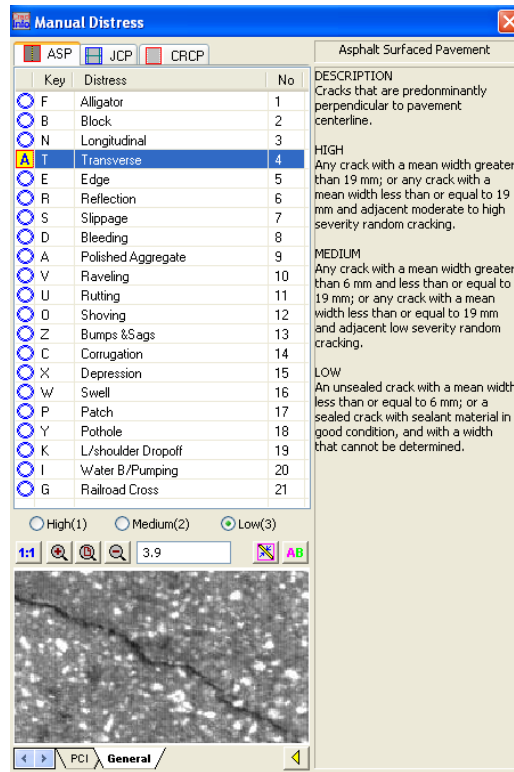 Cred Info Manual Distress
ASP JCP CRCP
Key Distress No
F Alligator 1
B Block 2
N Longitudinal 3
A T Transverse 4
E Edge 5
R Reflection 6
S Slippage 7
D Bleeding 8
A Polished Aggregate 9
V Raveling 10
U Rutting 11
O Shoving 12
Z Bumps &Sags 13
C Corrugation 14
X Depression 15
W Swell 16
P Patch 17
Y Pothole 18
K L/shoulder Dropoff 19
I Water B/Pumping 20
G Railroad Cross 21
High(1) Medium(2) Low(3)
1:1 3.9 AB
PCI General
Asphalt Surfaced Pavement
DESCRIPTION
Cracks that are predonminantly
perpendicular to pavement
centerline.
HIGH
Any crack with a mean width greater
than 19 mm; or any crack with a
mean width less than or equal to 19
mm and adjacent moderate to high
severity random cracking.
MEDIUM
Any crack with a mean width greater
than 6 mm and less than or equal to
19 mm; or any crack with a mean
width less than or equal to 19 mm
and adjacent low severity random
cracking.
LOW
An unsealed crack with a mean width
less than or equal to 6 mm; or a
sealed crack with sealant material in
good condition, and with a width
that cannot be determined.